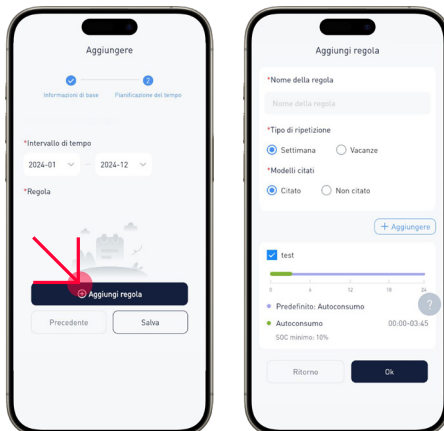 Aggiungere
2
Informazioni di base
Pianificazione del tempo
*Intervallo di tempo
2024-01 — 2024-12
*Regola
Aggiungi regola
Precedente
Salva
Aggiungi regola
*Nome della regola
Nome della regola
*Tipo di ripetizione
Settimana
Vacanze
*Modelli citati
Citato
Non citato
+ Aggiungere
test
0 6 12 18 24
?
Predefinito: Autoconsumo
Autoconsumo 00:00-03:45
SOC minimo: 10%
Ritorno
Ok